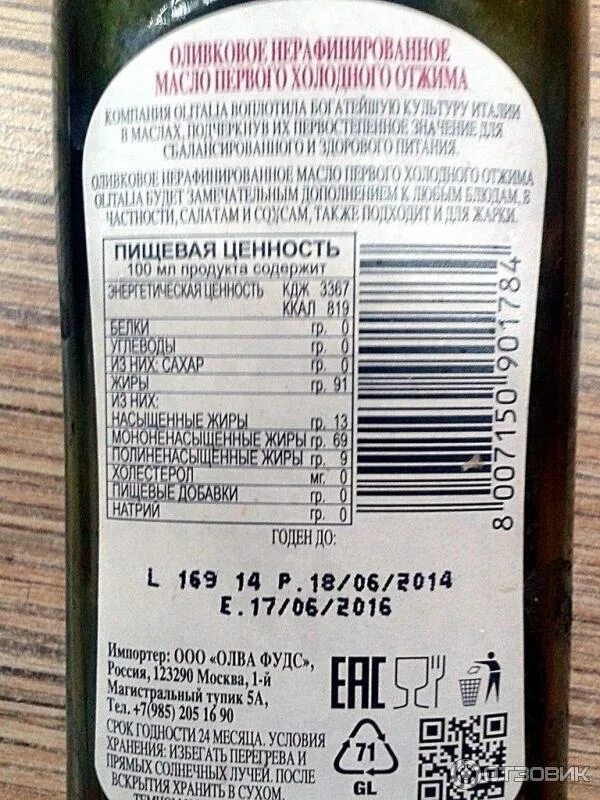 ОЛИВКОВОЕ НЕРАФИНИРОВАННОЕ
МАСЛО ПЕРВОГО ХОЛОДНОГО ОТЖИМА
КОМПАНИЯ OLITALIA ВОПЛОТИЛА БОГАТЕЙШУЮ КУЛЬТУРУ ИТАЛИИ
В МАСЛАХ, ПОДЧЕРКНУВ ИХ ПЕРВОСТЕПЕННОЕ ЗНАЧЕНИЕ ДЛЯ
СБАЛАНСИРОВАННОГО И ЗДОРОВОГО ПИТАНИЯ.
ОЛИВКОВОЕ НЕРАФИНИРОВАННОЕ МАСЛО ПЕРВОГО ХОЛОДНОГО ОТЖИМА
OLITALIA БУДЕТ ЗАМЕЧАТЕЛЬНЫМ ДОПОЛНЕНИЕМ К ЛЮБЫМ БЛЮДАМ, В
ЧАСТНОСТИ, САЛАТАМ И СОУСАМ, ТАКЖЕ ПОДХОДИТ И ДЛЯ ЖАРКИ.
ПИЩЕВАЯ ЦЕННОСТЬ
100 мл продукта содержит
ЭНЕРГЕТИЧЕСКАЯ ЦЕННОСТЬ КДЖ 3367
ККАЛ 819
БЕЛКИ гр. 0
УГЛЕВОДЫ гр. 0
ИЗ НИХ: САХАР гр. 0
ЖИРЫ гр. 91
ИЗ НИХ:
НАСЫЩЕННЫЕ ЖИРЫ гр. 13
МОНОНЕНАСЫЩЕННЫЕ ЖИРЫ гр. 69
ПОЛИНЕНАСЫЩЕННЫЕ ЖИРЫ гр. 9
ХОЛЕСТЕРОЛ мг. 0
ПИЩЕВЫЕ ДОБАВКИ гр. 0
НАТРИЙ гр. 0
8 007150 901784
ГОДЕН ДО:
L 169 14 P.18/06/2014
E.17/06/2016
Импортер: ООО «ОЛВА ФУДС»,
Россия, 123290 Москва, 1-й
Магистральный тупик 5А,
Тел. +7(985) 205 16 90
СРОК ГОДНОСТИ 24 МЕСЯЦА. УСЛОВИЯ
ХРАНЕНИЯ: ИЗБЕГАТЬ ПЕРЕГРЕВА И
ПРЯМЫХ СОЛНЕЧНЫХ ЛУЧЕЙ. ПОСЛЕ
ВСКРЫТИЯ ХРАНИТЬ В СУХОМ,
ТЕМНОМ
EAC
71
GL
ОТЗОВИК